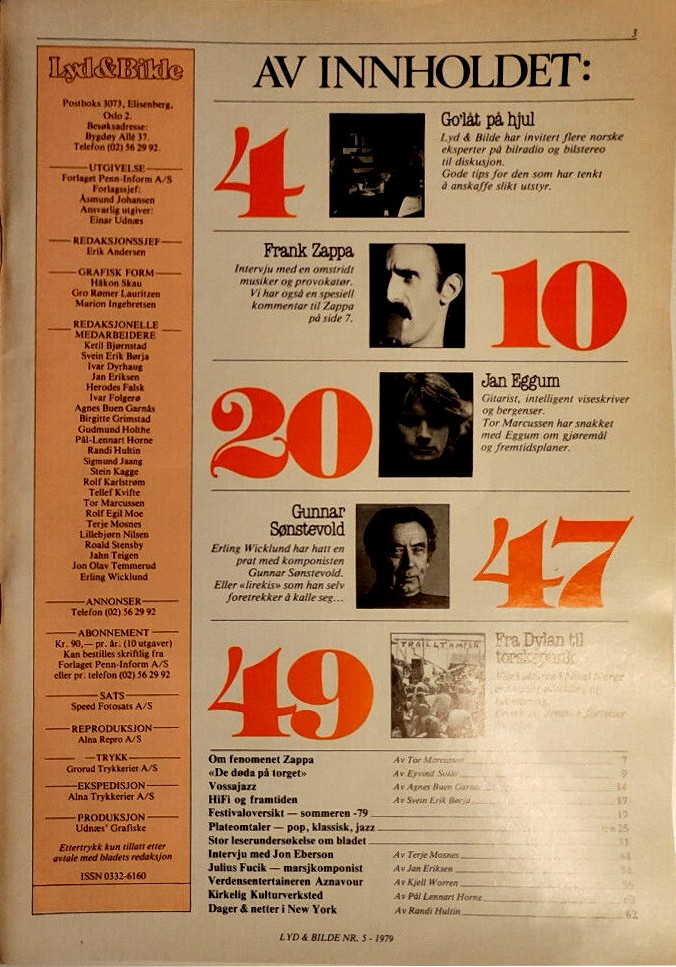 3
Lyd & Bilde
Postboks 3073, Elisenberg,
Oslo 2.
Besøksadresse:
Bygdøy Allé 37.
Telefon (02) 56 29 92.
UTGIVELSE
Forlaget Penn-Inform A/S
Forlagssjef:
Åsmund Johansen
Ansvarlig utgiver:
Einar Udnæs
REDAKSJONSSJEF
Erik Andersen
GRAFISK FORM
Håkon Skau
Gro Rømer Lauritzen
Marion Ingebretsen
REDAKSJONELLE
MEDARBEIDERE
Ketil Bjørnstad
Svein Erik Børja
Ivar Dyrhaug
Jan Eriksen
Herodes Falsk
Ivar Folgerø
Agnes Buen Garnås
Birgitte Grimstad
Gudmund Holthe
Pål-Lennart Horne
Randi Hultin
Sigmund Jaang
Stein Kagge
Rolf Karlstrøm
Tellef Kvifte
Tor Marcussen
Rolf Egil Moe
Terje Mosnes
Lillebjørn Nilsen
Roald Stensby
Jahn Teigen
Jon Olav Temmerud
Erling Wicklund
ANNONSER
Telefon (02) 56 29 92
ABONNEMENT
Kr. 90,— pr. år. (10 utgaver)
Kan bestilles skriftlig fra
Forlaget Penn-Inform A/S
eller pr. telefon (02) 56 29 92
SATS
Speed Fotosats A/S
REPRODUKSJON
Alna Repro A/S
TRYKK
Grorud Trykkerier A/S
EKSPEDISJON
Alna Trykkerier A/S
PRODUKSJON
Udnæs' Grafiske
Ettertrykk kun tillatt etter
avtale med bladets redaksjon
ISSN 0332-6160
AV INNHOLDET:
4
Go'låt på hjul
Lyd & Bilde har invitert flere norske
eksperter på bilradio og bilstereo
til diskusjon.
Gode tips for den som har tenkt
å anskaffe slikt utstyr.
Frank Zappa
Intervju med en omstridt
musiker og provokatør.
Vi har også en spesiell
kommentar til Zappa
på side 7.
10
20
Jan Eggum
Gitarist, intelligent viseskriver
og bergenser.
Tor Marcussen har snakket
med Eggum om gjøremål
og fremtidsplaner.
Gunnar
Sønstevold
Erling Wicklund har hatt en
prat med komponisten
Gunnar Sønstevold.
Eller «lirekis» som han selv
foretrekker å kalle seg...
47
49
Fra Dylan til
torskepunk
Om fenomenet Zappa Av Tor Marcussen 7
«De døda på torget» Av Eyvind Solås 9
Vossajazz Av Agnes Buen Garnås 14
HiFi og framtiden Av Svein Erik Børja 17
Festivaloversikt — sommeren -79 19
Plateomtaler — pop, klassisk, jazz fra 25
Stor leserundersøkelse om bladet 31
Intervju med Jon Eberson Av Terje Mosnes 44
Julius Fucik — marsjkomponist Av Jan Eriksen
Verdensentertaineren Aznavour Av Kjell Worren
Kirkelig Kulturverksted Av Pål Lennart Horne
Dager & netter i New York Av Randi Hultin 62
LYD & BILDE NR. 5 - 1979